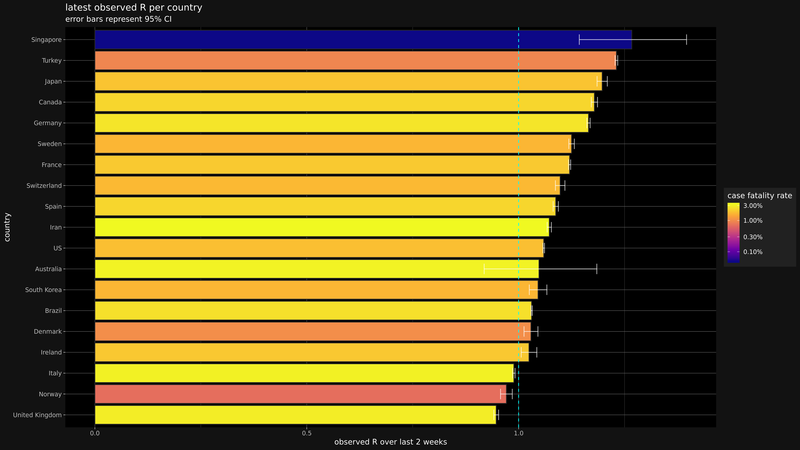 latest observed R per country
error bars represent 95% CI
Singapore
Turkey
Japan
Canada
Germany
Sweden
France
Switzerland
Spain
Iran
US
Australia
South Korea
Brazil
Denmark
Ireland
Italy
Norway
United Kingdom
country
0.0
0.5
1.0
observed R over last 2 weeks
case fatality rate
3.00%
1.00%
0.30%
0.10%